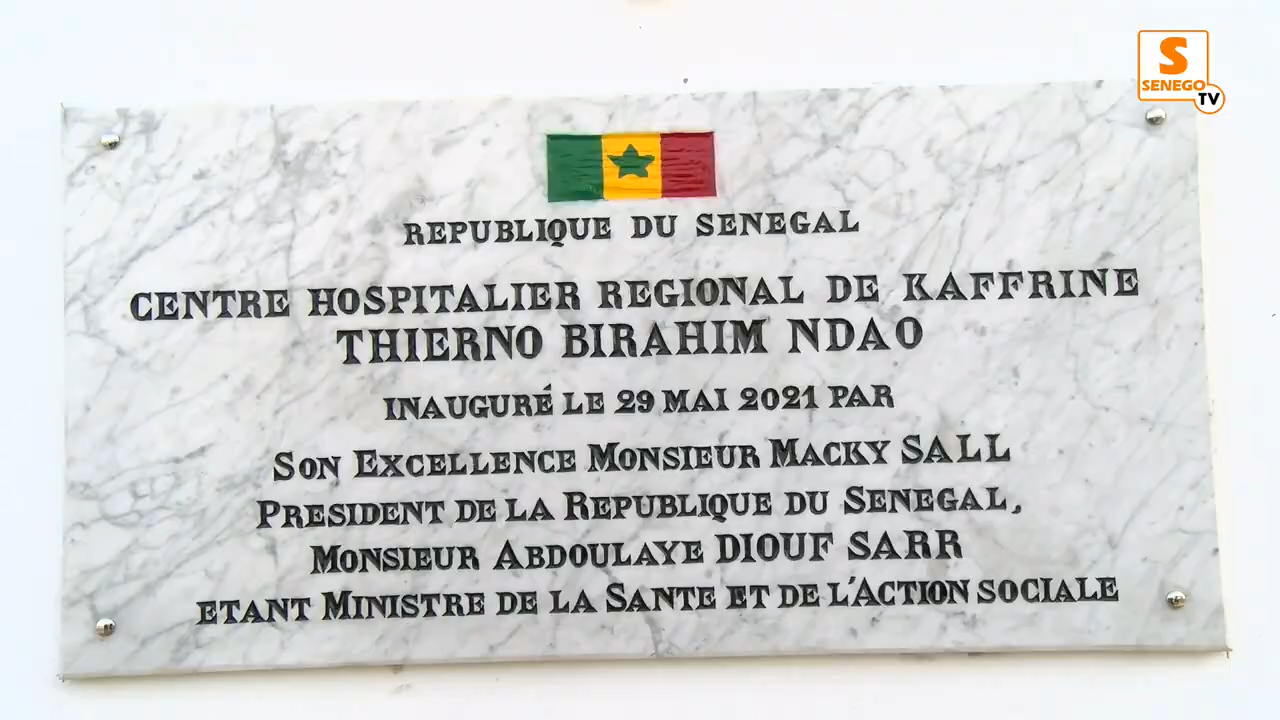 S
SENEGO
TV
REPUBLIQUE DU SENEGAL
CENTRE HOSPITALIER REGIONAL DE KAFFRINE
THIERNO BIRAHIM NDAO
INAUGURÉ LE 29 MAI 2021 PAR
SON EXCELLENCE MONSIEUR MACKY SALL
PRESIDENT DE LA REPUBLIQUE DU SENEGAL,
MONSIEUR ABDOULAYE DIOUF SARR
ETANT MINISTRE DE LA SANTE ET DE L'ACTION SOCIALE